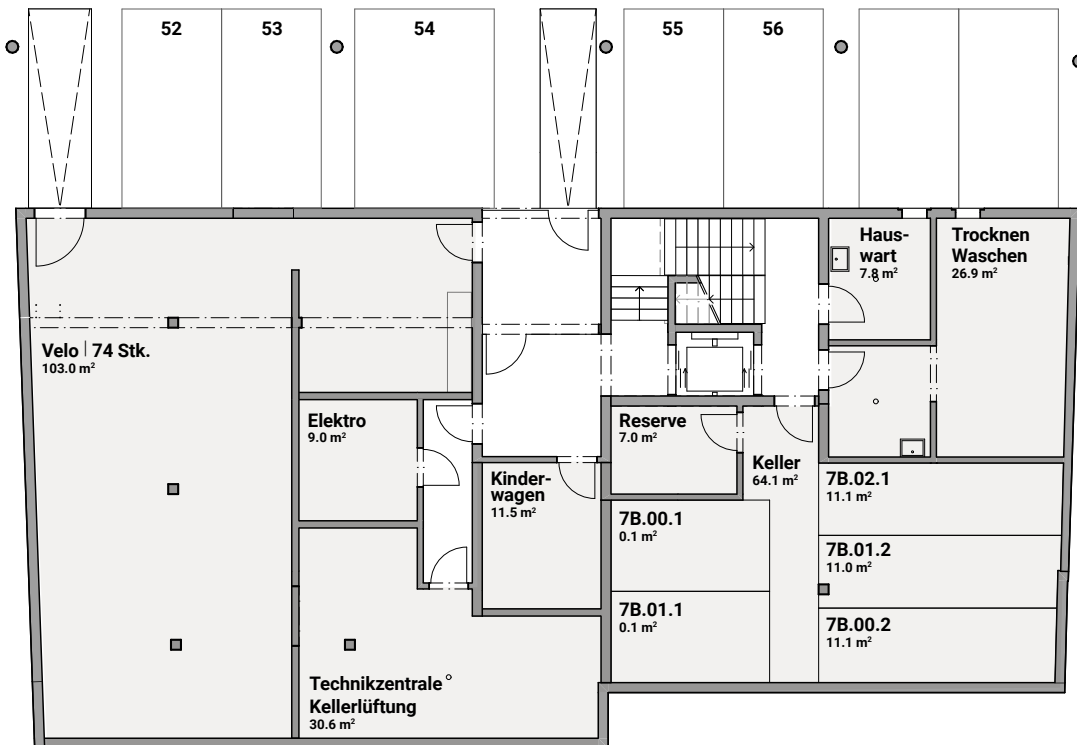 52
53
54
55
56
Haus-
wart
7.8 m²
Trocknen
Waschen
26.9 m²
Velo | 74 Stk.
103.0 m²
Elektro
9.0 m²
Reserve
7.0 m²
Keller
64.1 m²
Kinder-
wagen
11.5 m²
7B.02.1
11.1 m²
7B.00.1
0.1 m²
7B.01.2
11.0 m²
7B.01.1
0.1 m²
7B.00.2
11.1 m²
Technikzentrale
Kellerlüftung
30.6 m²